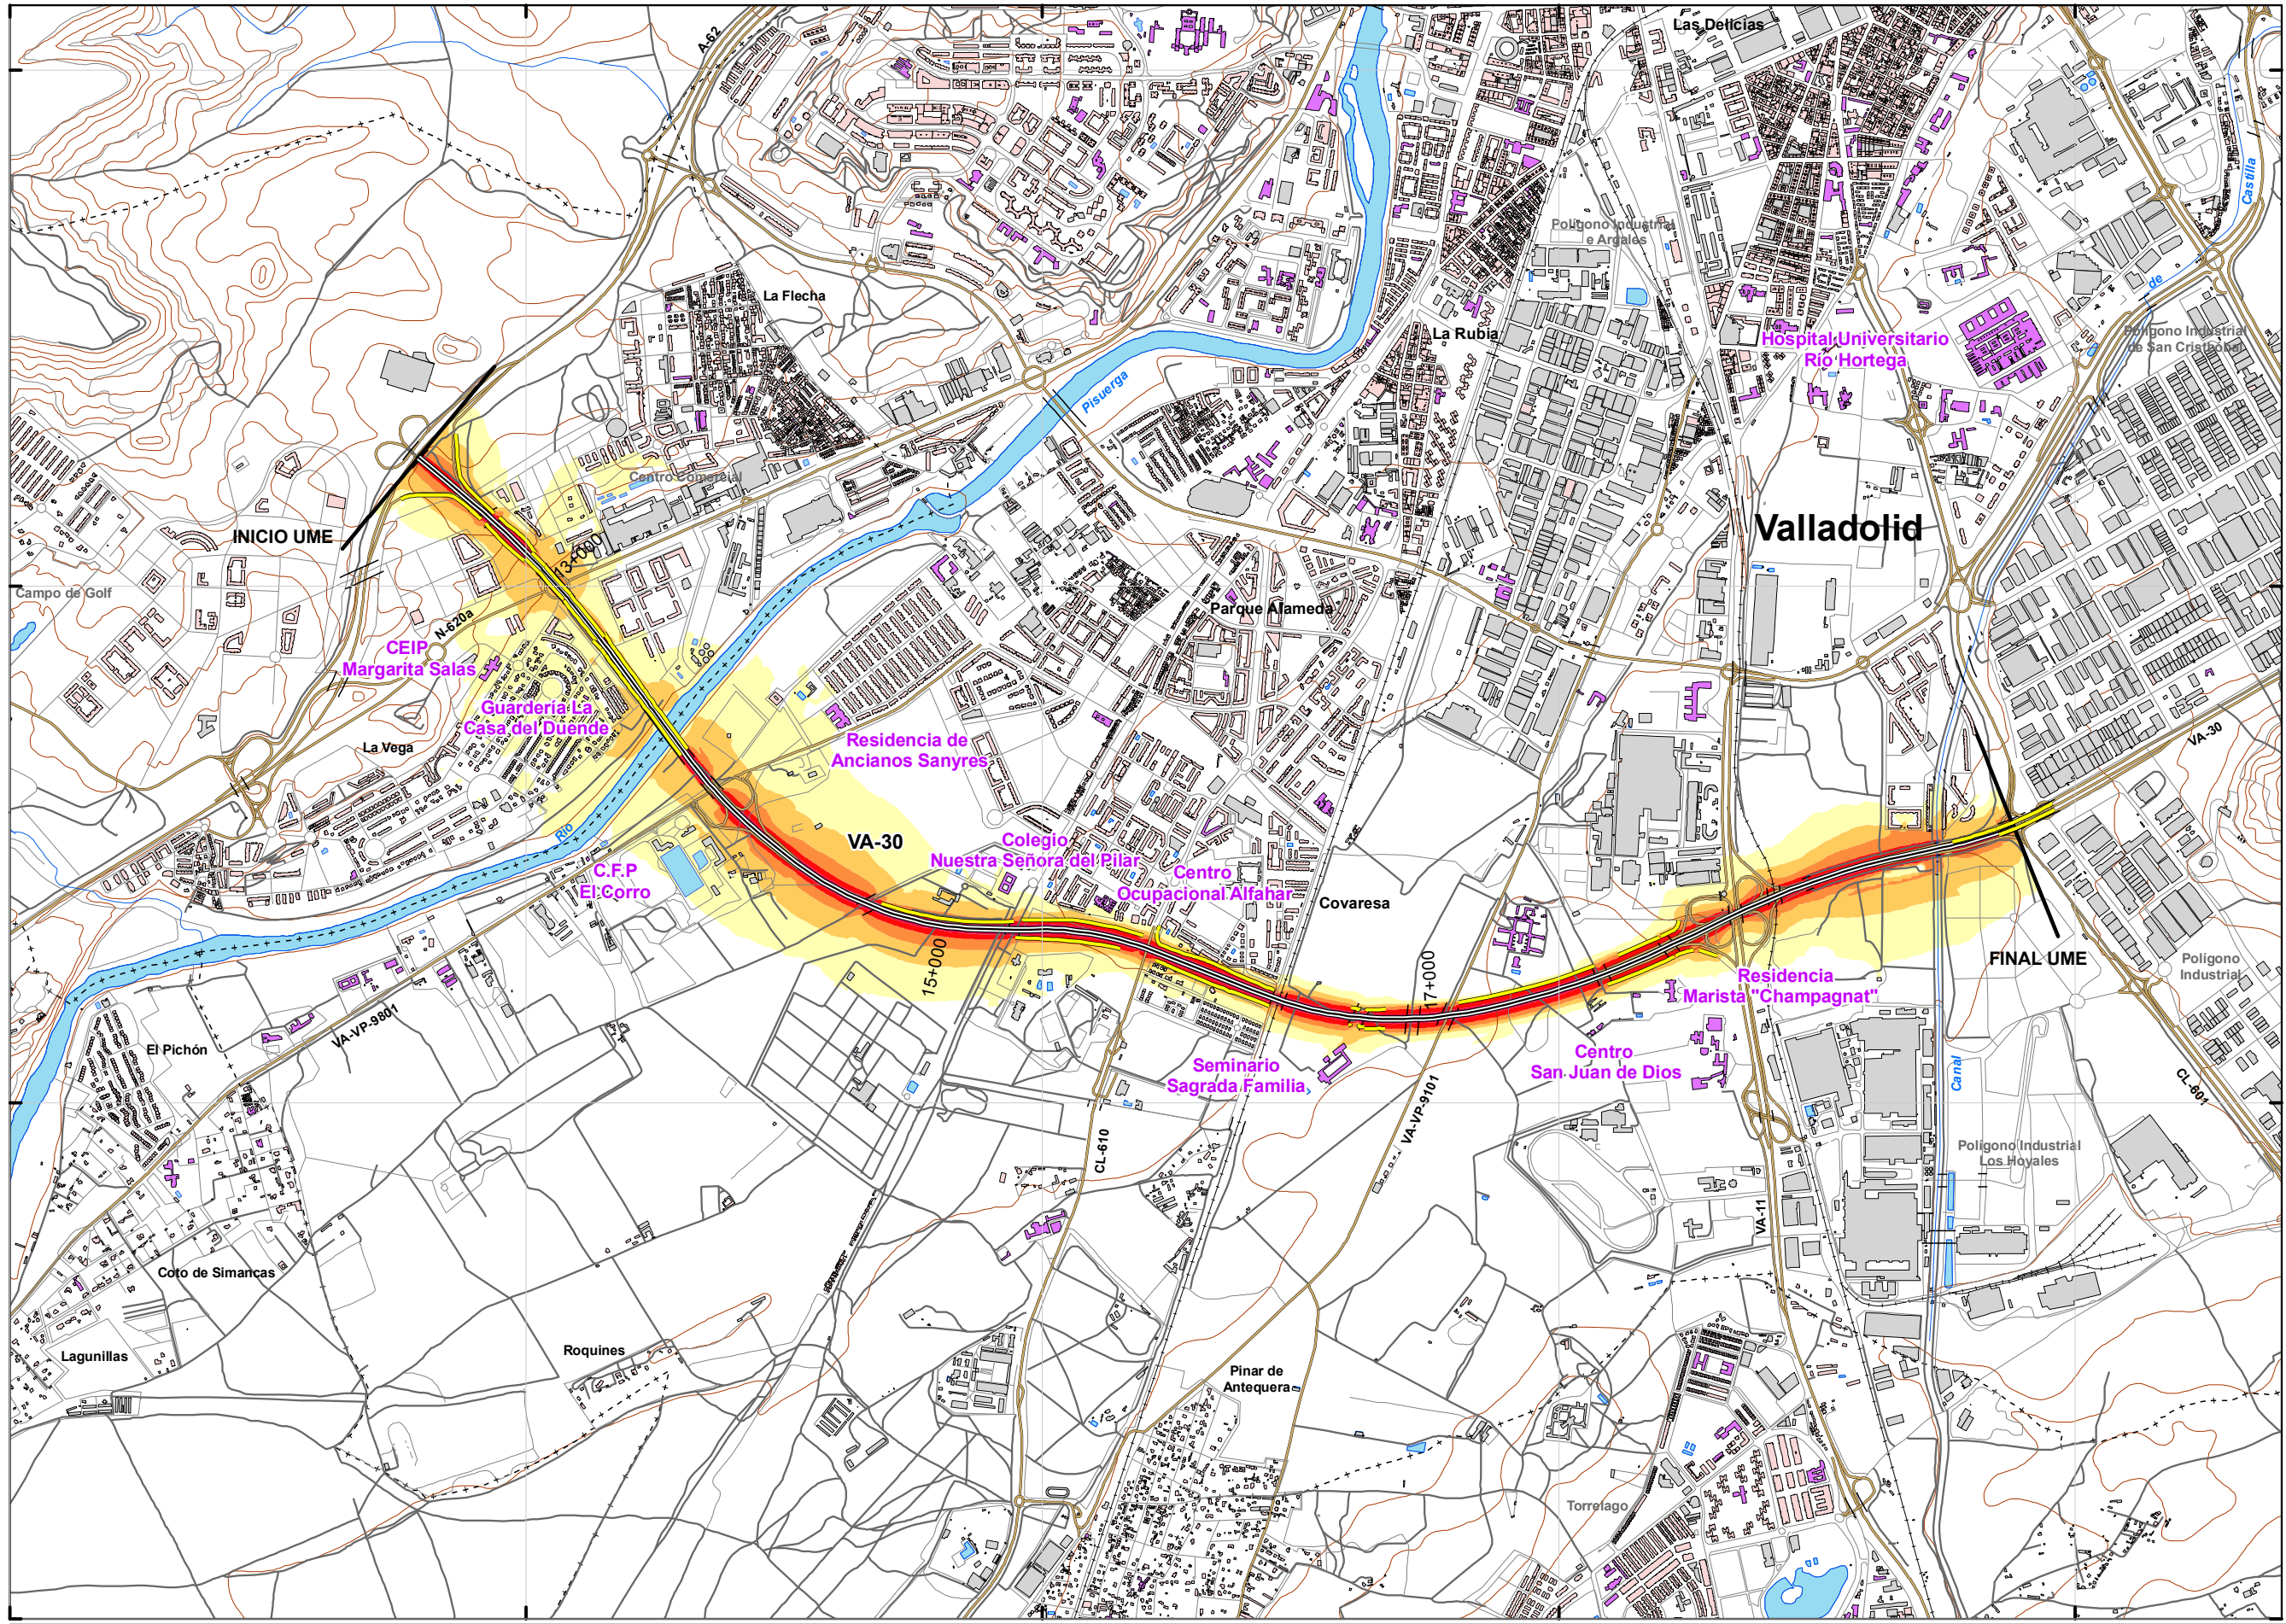 Las Delicias
A-62
Castilla
Polígono Industrial
e Argales
de
La Flecha
La Rubia
Hospital Universitario
Río Hortega
Polígono Industrial
de San Cristhobal
Pisuerga
Centro Comercial
INICIO UME
Valladolid
13+000
Campo de Golf
Parque Alameda
N-620a
CEIP
Margarita Salas
Guardería La
Casa del Duende
La Vega
Residencia de
Ancianos Sanyres
VA-30
Río
VA-30
Colegio
Nuestra Señora del Pilar
C.F.P
El Corro
Centro
Ocupacional Alfahar
Covaresa
15+000
17+000
FINAL UME
Polígono
Industrial
Residencia
Marista "Champagnat"
VA-VP-9801
El Pichón
Seminario
Sagrada Familia
Centro
San Juan de Dios
Canal
CL-601
VA-VP-9101
CL-610
Polígono Industrial
Los Hoyales
VA-11
Coto de Simancas
Lagunillas
Roquines
Pinar de
Antequera
Torrelago